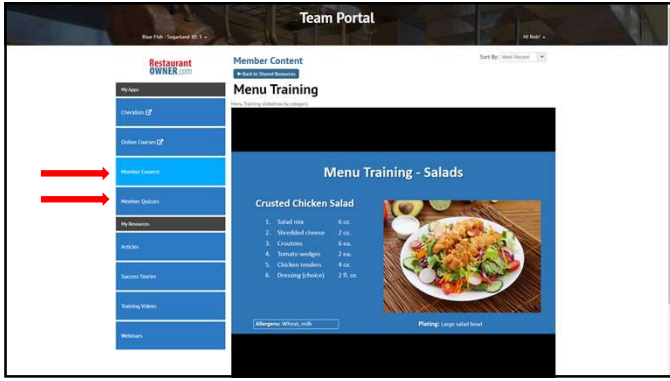 Team Portal
Blue Fish - Sugarland ID: 1
Hi Bob!
Restaurant
OWNER.com
My Apps
Checklists
Online Courses
Member Content
Member Quizzes
My Resources
Articles
Success Stories
Training Videos
Webinars
Member Content
Sort By: Most Recent
Back to Shared Resources
Menu Training
Menu Training slideshow by category
Menu Training - Salads
Crusted Chicken Salad
1. Salad mix 6 oz.
2. Shredded cheese 2 oz.
3. Croutons 6 ea.
4. Tomato wedges 2 ea.
5. Chicken tenders 4 oz.
6. Dressing (choice) 2 fl. oz.
Allergens: Wheat, milk
Plating: Large salad bowl